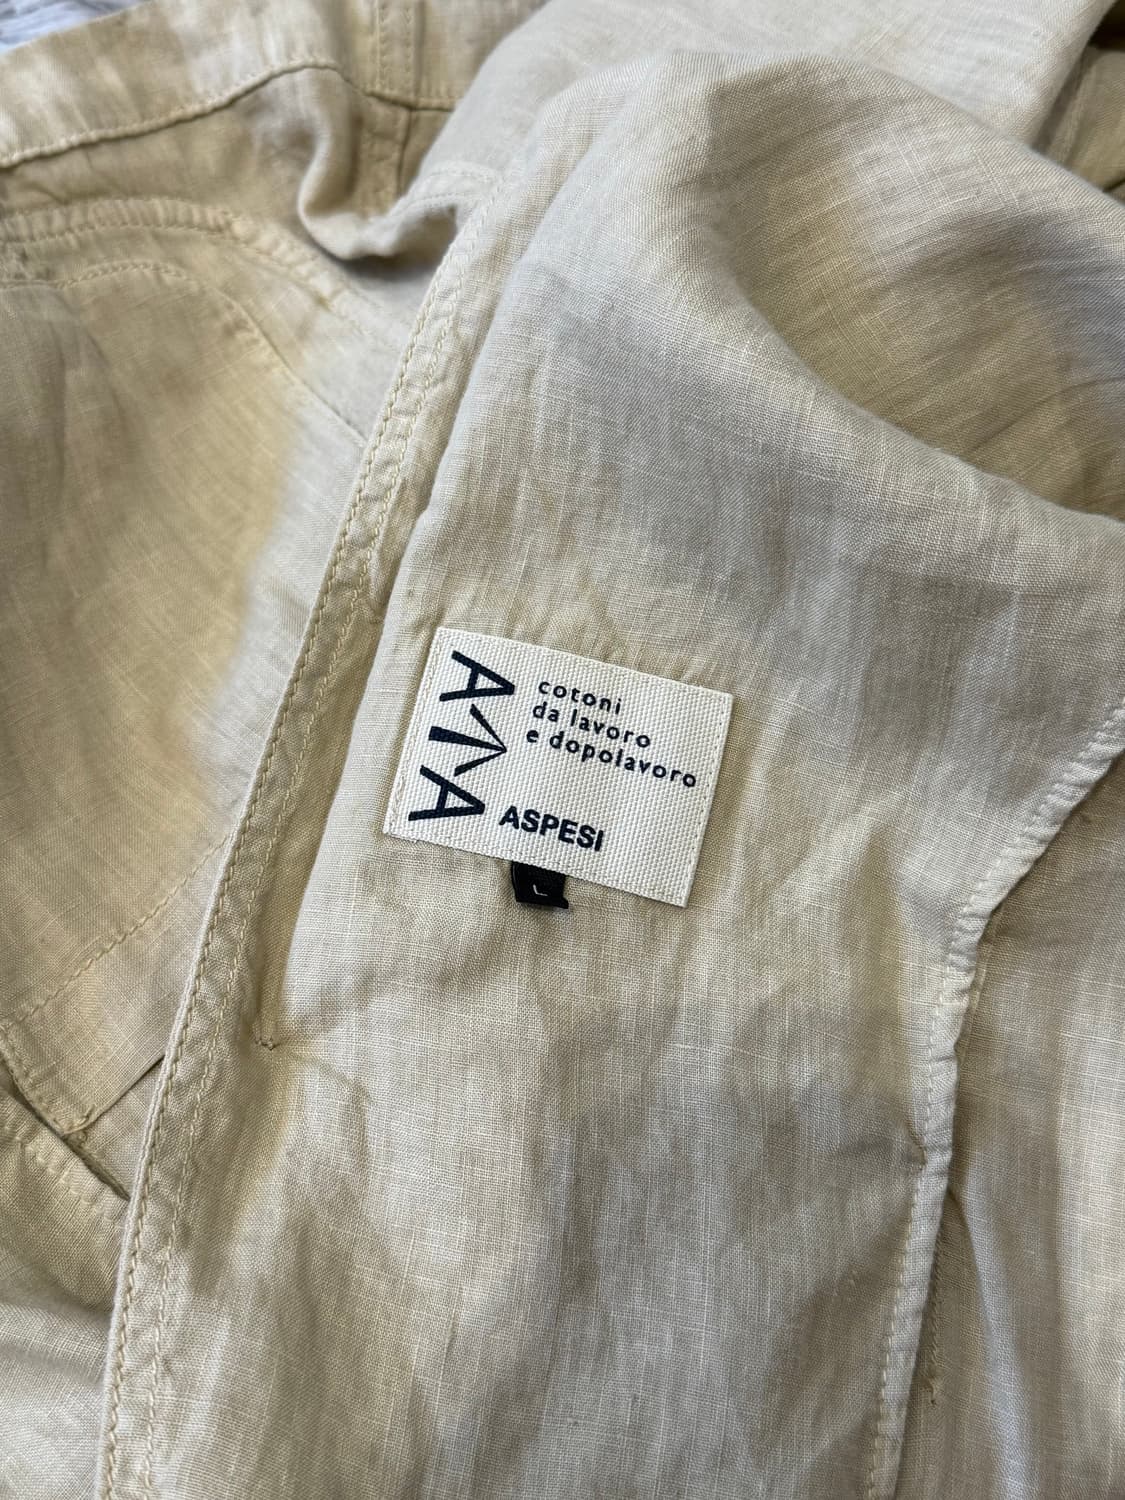 cotoni
da lavoro
e dopolavoro
ASPESI
L